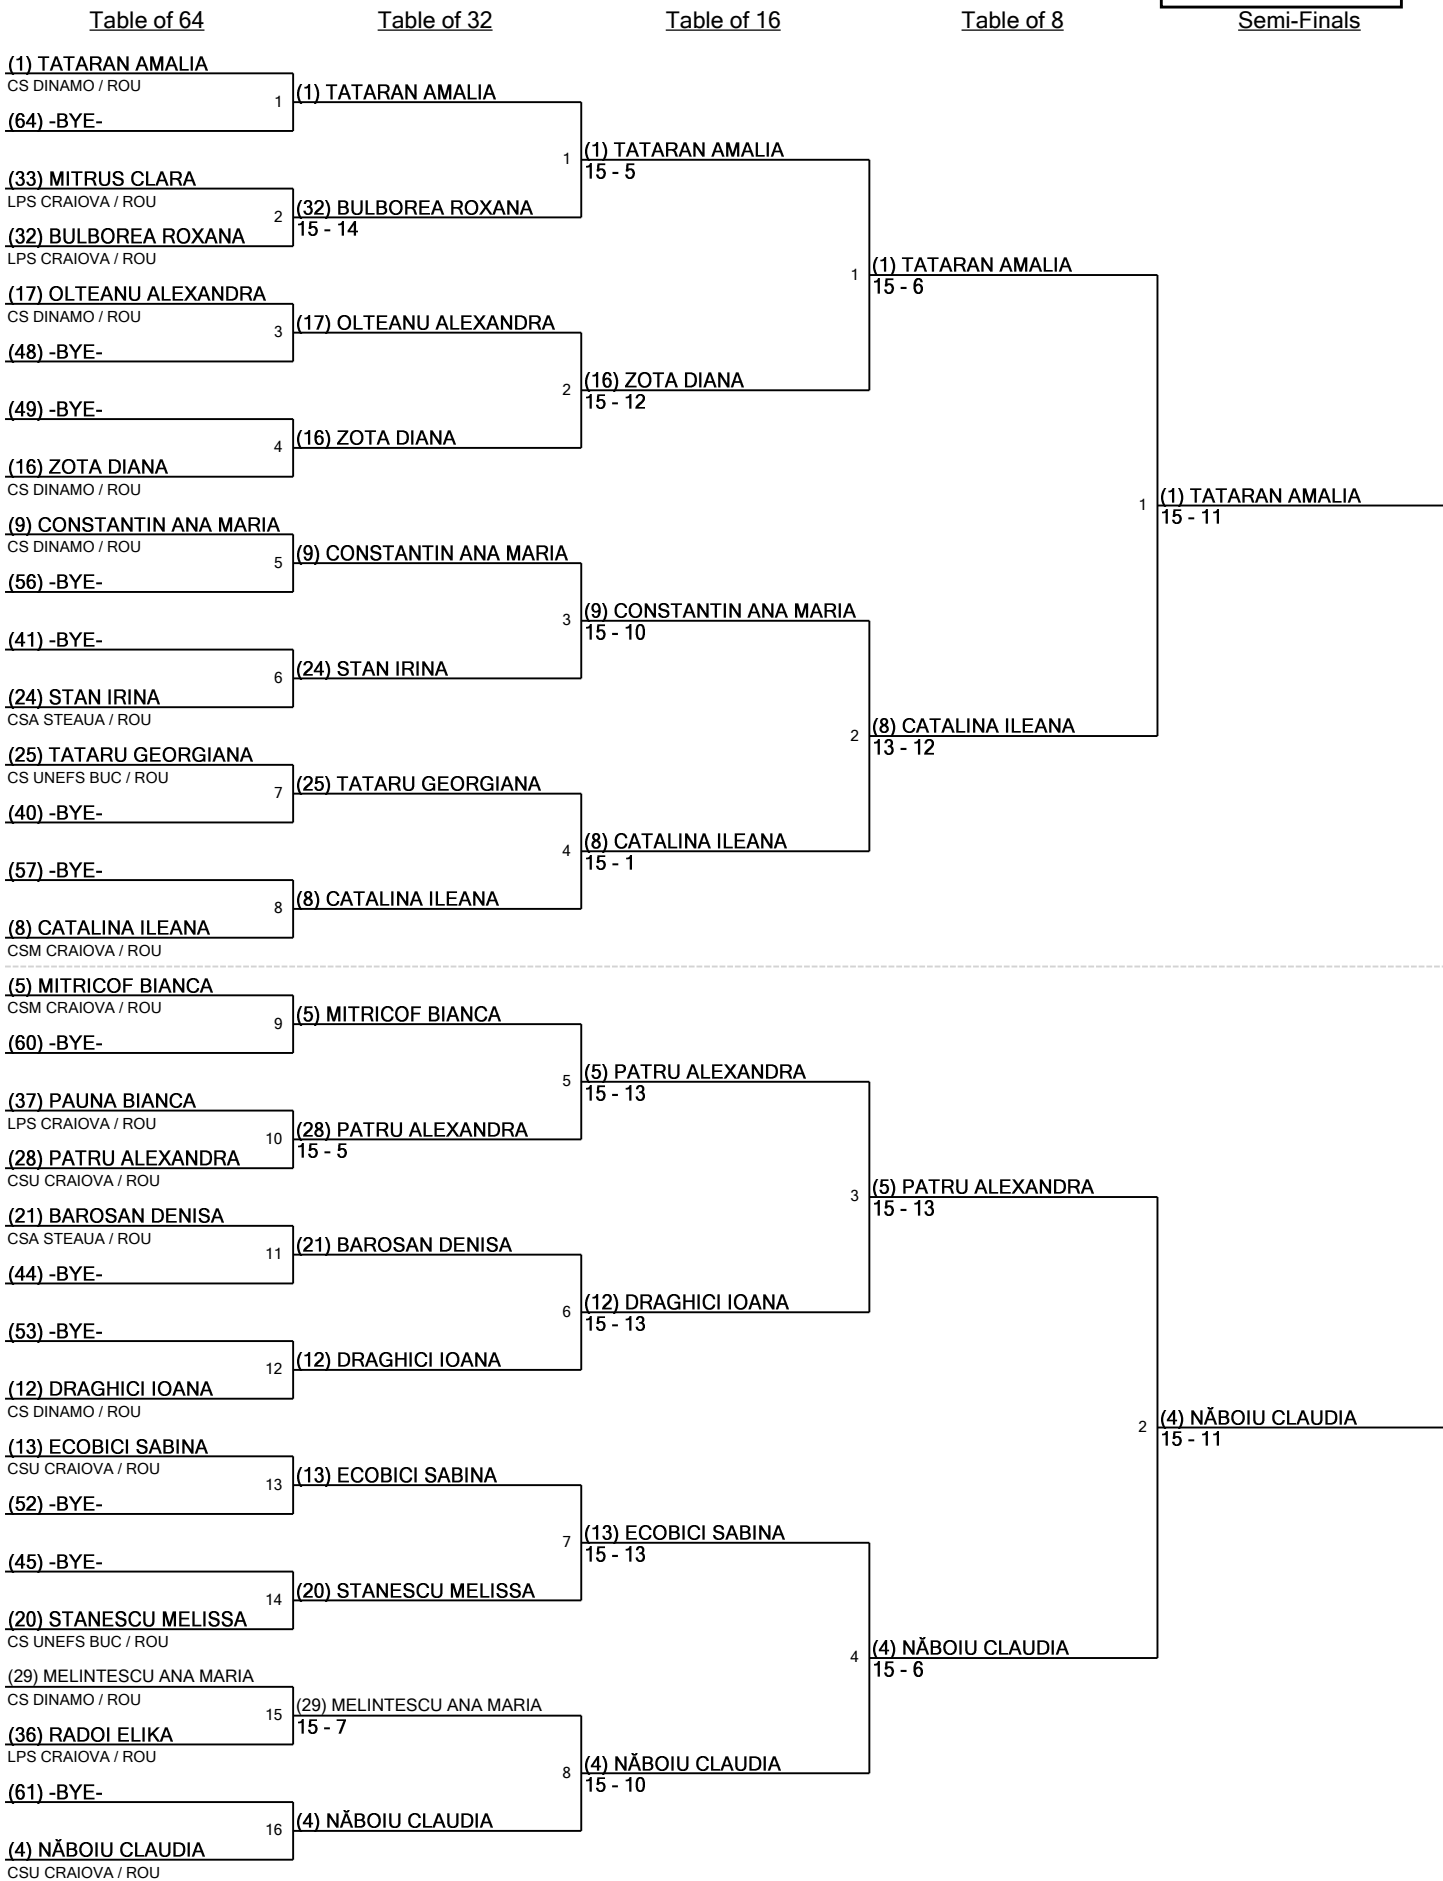 Table of 64
Table of 32
Table of 16
Table of 8
Semi-Finals
(1) TATARAN AMALIA
CS DINAMO / ROU
1
(64) -BYE-
(33) MITRUS CLARA
LPS CRAIOVA / ROU
2
(32) BULBOREA ROXANA
LPS CRAIOVA / ROU
(17) OLTEANU ALEXANDRA
CS DINAMO / ROU
3
(48) -BYE-
(49) -BYE-
4
(16) ZOTA DIANA
CS DINAMO / ROU
(9) CONSTANTIN ANA MARIA
CS DINAMO / ROU
5
(56) -BYE-
(41) -BYE-
6
(24) STAN IRINA
CSA STEAUA / ROU
(25) TATARU GEORGIANA
CS UNEFS BUC / ROU
7
(40) -BYE-
(57) -BYE-
8
(8) CATALINA ILEANA
CSM CRAIOVA / ROU
(5) MITRICOF BIANCA
CSM CRAIOVA / ROU
9
(60) -BYE-
(37) PAUNA BIANCA
LPS CRAIOVA / ROU
10
(28) PATRU ALEXANDRA
CSU CRAIOVA / ROU
(21) BAROSAN DENISA
CSA STEAUA / ROU
11
(44) -BYE-
(53) -BYE-
12
(12) DRAGHICI IOANA
CS DINAMO / ROU
(13) ECOBICI SABINA
CSU CRAIOVA / ROU
13
(52) -BYE-
(45) -BYE-
14
(20) STANESCU MELISSA
CS UNEFS BUC / ROU
(29) MELINTESCU ANA MARIA
CS DINAMO / ROU
15
(36) RADOI ELIKA
LPS CRAIOVA / ROU
(61) -BYE-
16
(4) NĂBOIU CLAUDIA
CSU CRAIOVA / ROU
(1) TATARAN AMALIA
1
(32) BULBOREA ROXANA
15 - 14
(17) OLTEANU ALEXANDRA
2
(16) ZOTA DIANA
(9) CONSTANTIN ANA MARIA
3
(24) STAN IRINA
(25) TATARU GEORGIANA
4
(8) CATALINA ILEANA
(5) MITRICOF BIANCA
5
(28) PATRU ALEXANDRA
15 - 5
(21) BAROSAN DENISA
6
(12) DRAGHICI IOANA
(13) ECOBICI SABINA
7
(20) STANESCU MELISSA
(29) MELINTESCU ANA MARIA
15 - 7
8
(4) NĂBOIU CLAUDIA
(1) TATARAN AMALIA
15 - 5
1
(16) ZOTA DIANA
15 - 12
(9) CONSTANTIN ANA MARIA
15 - 10
2
(8) CATALINA ILEANA
15 - 1
(5) PATRU ALEXANDRA
15 - 13
3
(12) DRAGHICI IOANA
15 - 13
(13) ECOBICI SABINA
15 - 13
4
(4) NĂBOIU CLAUDIA
15 - 10
(1) TATARAN AMALIA
15 - 6
1
(8) CATALINA ILEANA
13 - 12
(5) PATRU ALEXANDRA
15 - 13
2
(4) NĂBOIU CLAUDIA
15 - 6
(1) TATARAN AMALIA
15 - 11
(4) NĂBOIU CLAUDIA
15 - 11